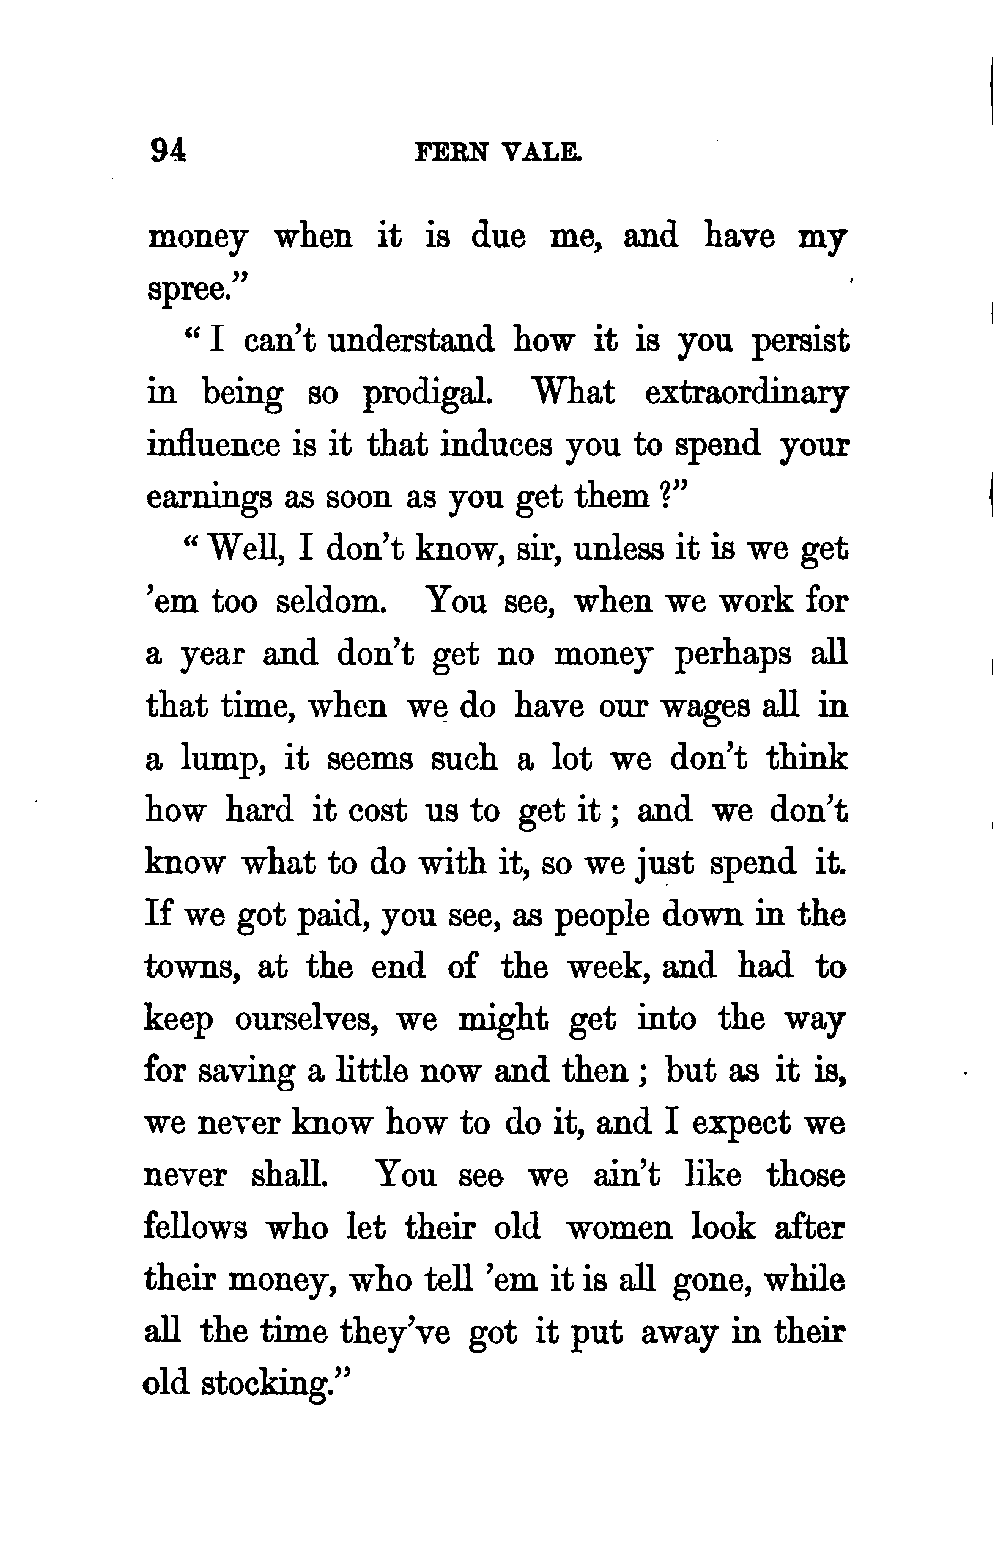 94 FERN VALE.
money when it is due me, and have my
spree.”
“ I can’t understand how it is you persist
in being so prodigal. What extraordinary
influence is it that induces you to spend your
earnings as soon as you get them ?”
“ Well, I don’t know, sir, unless it is we get
’em too seldom. You see, when we work for
a year and don’t get no money perhaps all
that time, when we do have our wages all in
a lump, it seems such a lot we don’t think
how hard it cost us to get it ; and we don’t
know what to do with it, so we just spend it.
If we got paid, you see, as people down in the
towns, at the end of the week, and had to
keep ourselves, we might get into the way
for saving a little now and then ; but as it is,
we never know how to do it, and I expect we
never shall. You see we ain’t like those
fellows who let their old women look after
their money, who tell ’em it is all gone, while
all the time they’ve got it put away in their
old stocking.”